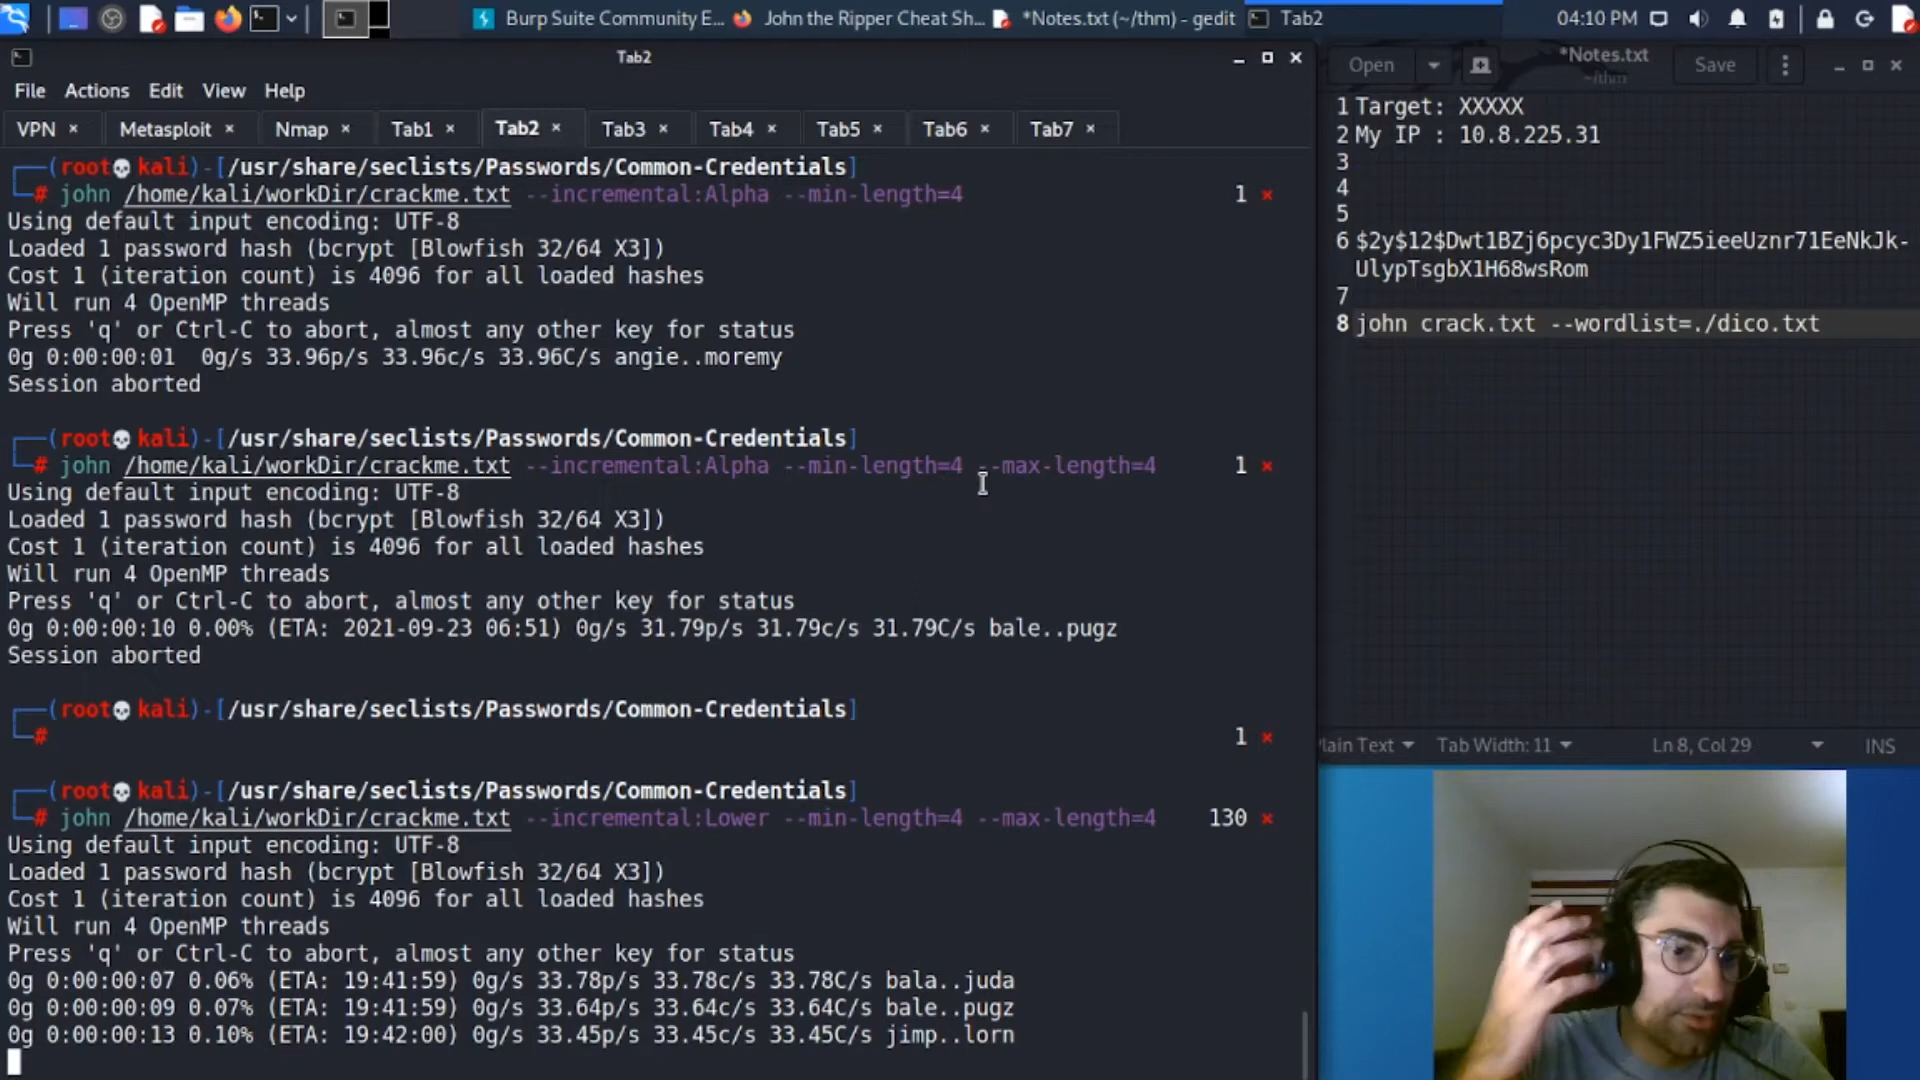 Burp Suite Community E...
John the Ripper Cheat Sh...
*Notes.txt (~/thm) - gedit
Tab2
04:10 PM
Tab2
File Actions Edit View Help
VPN × Metasploit × Nmap × Tab1 × Tab2 × Tab3 × Tab4 × Tab5 × Tab6 × Tab7 ×
(root💀kali)-[/usr/share/seclists/Passwords/Common-Credentials]
# john /home/kali/workDir/crackme.txt --incremental:Alpha --min-length=4 1 ×
Using default input encoding: UTF-8
Loaded 1 password hash (bcrypt [Blowfish 32/64 X3])
Cost 1 (iteration count) is 4096 for all loaded hashes
Will run 4 OpenMP threads
Press 'q' or Ctrl-C to abort, almost any other key for status
0g 0:00:00:01 0g/s 33.96p/s 33.96c/s 33.96C/s angie..moremy
Session aborted
(root💀kali)-[/usr/share/seclists/Passwords/Common-Credentials]
# john /home/kali/workDir/crackme.txt --incremental:Alpha --min-length=4 --max-length=4 1 ×
Using default input encoding: UTF-8
Loaded 1 password hash (bcrypt [Blowfish 32/64 X3])
Cost 1 (iteration count) is 4096 for all loaded hashes
Will run 4 OpenMP threads
Press 'q' or Ctrl-C to abort, almost any other key for status
0g 0:00:00:10 0.00% (ETA: 2021-09-23 06:51) 0g/s 31.79p/s 31.79c/s 31.79C/s bale..pugz
Session aborted
(root💀kali)-[/usr/share/seclists/Passwords/Common-Credentials]
# 1 ×
(root💀kali)-[/usr/share/seclists/Passwords/Common-Credentials]
# john /home/kali/workDir/crackme.txt --incremental:Lower --min-length=4 --max-length=4 130 ×
Using default input encoding: UTF-8
Loaded 1 password hash (bcrypt [Blowfish 32/64 X3])
Cost 1 (iteration count) is 4096 for all loaded hashes
Will run 4 OpenMP threads
Press 'q' or Ctrl-C to abort, almost any other key for status
0g 0:00:00:07 0.06% (ETA: 19:41:59) 0g/s 33.78p/s 33.78c/s 33.78C/s bala..juda
0g 0:00:00:09 0.07% (ETA: 19:41:59) 0g/s 33.64p/s 33.64c/s 33.64C/s bale..pugz
0g 0:00:00:13 0.10% (ETA: 19:42:00) 0g/s 33.45p/s 33.45c/s 33.45C/s jimp..lorn
Open
*Notes.txt
~/thm
Save
1 Target: XXXXX
2 My IP : 10.8.225.31
3
4
5
6 $2y$12$Dwt1BZj6pcyc3Dy1FWZ5ieeUznr71EeNkJk-
UlypTsgbX1H68wsRom
7
8 john crack.txt --wordlist=./dico.txt
lain Text Tab Width: 11 Ln 8, Col 29 INS